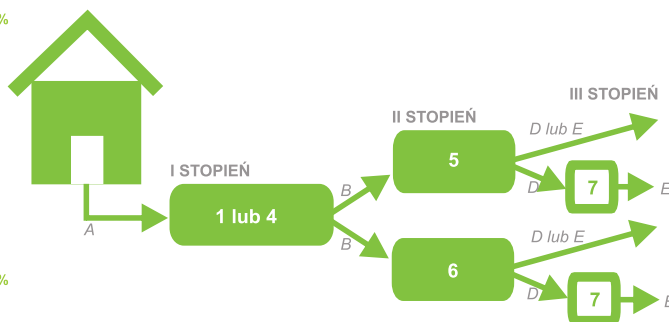 %
III STOPIEŃ
II STOPIEŃ
D lub E
I STOPIEŃ
5
B
D
7
E
1 lub 4
A
B
D lub E
6
%
D
7
E